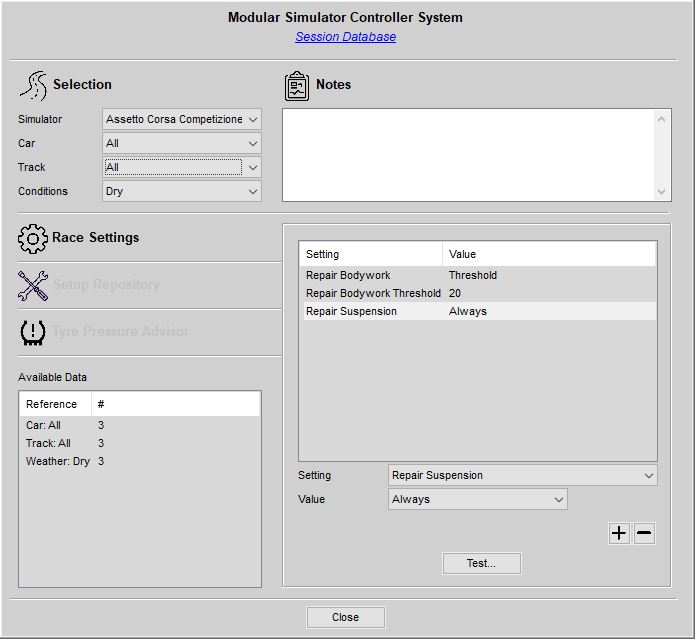 Modular Simulator Controller System
Session Database
Selection
Notes
Simulator Assetto Corsa Competizione
Car All
Track All
Conditions Dry
Race Settings
Setup Repository
Tyre Pressure Advisor
Available Data
Reference #
Car: All 3
Track: All 3
Weather: Dry 3
Setting Value
Repair Bodywork Threshold
Repair Bodywork Threshold 20
Repair Suspension Always
Setting Repair Suspension
Value Always
Test...
Close